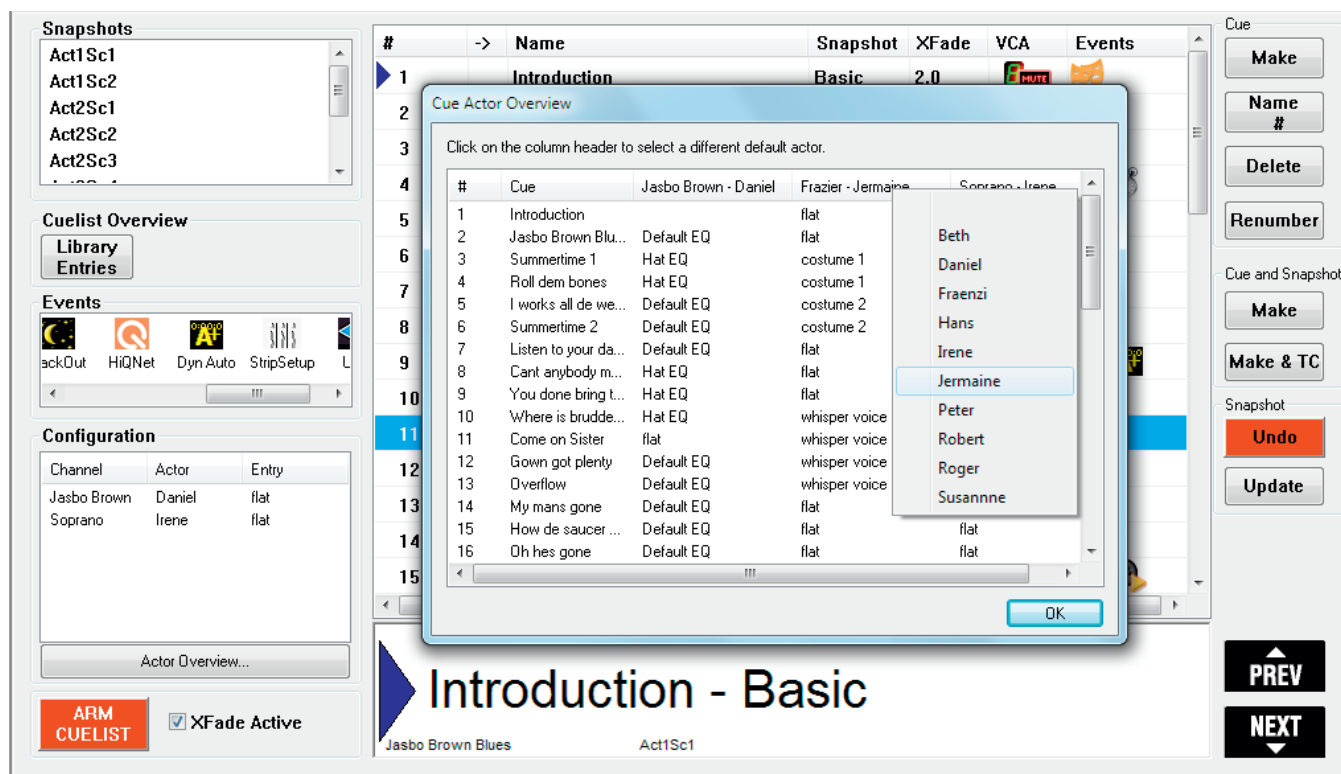 Snapshots
Act1Sc1
Act1Sc2
Act2Sc1
Act2Sc2
Act2Sc3
Cuelist Overview
Library
Entries
Events
ackOut HiQNet Dyn Auto StripSetup L
Configuration
Channel Actor Entry
Jasbo Brown Daniel flat
Soprano Irene flat
Actor Overview...
ARM
CUELIST
XFade Active
# -> Name Snapshot XFade VCA Events
1 Introduction Basic 2.0 MUTE
2
3
4
5
6
7
8
9
10
11
12
13
14
15
Cue Actor Overview
Click on the column header to select a different default actor.
# Cue Jasbo Brown - Daniel Frazier - Jermaine Soprano - Irene
1 Introduction flat
2 Jasbo Brown Blu... Default EQ flat
3 Summertime 1 Hat EQ costume 1
4 Roll dem bones Hat EQ costume 1
5 I works all de we... Default EQ costume 2
6 Summertime 2 Default EQ costume 2
7 Listen to your da... Default EQ flat
8 Cant anybody m... Hat EQ flat
9 You done bring t... Hat EQ flat
10 Where is brudde... Hat EQ whisper voice
11 Come on Sister flat whisper voice
12 Gown got plenty Default EQ whisper voice
13 Overflow Default EQ whisper voice
14 My mans gone Default EQ flat
15 How de saucer ... Default EQ flat flat
16 Oh hes gone Default EQ flat flat
Beth
Daniel
Fraenzi
Hans
Irene
Jermaine
Peter
Robert
Roger
Susannne
OK
Introduction - Basic
Jasbo Brown Blues Act1Sc1
Cue
Make
Name
#
Delete
Renumber
Cue and Snapshot
Make
Make & TC
Snapshot
Undo
Update
PREV
NEXT